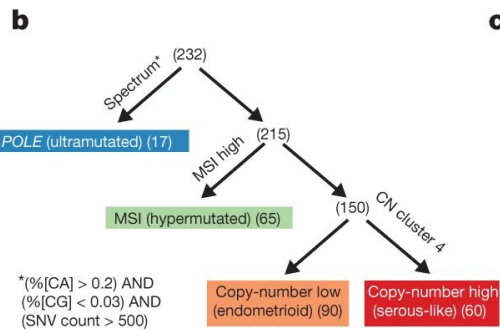 b
c
(232)
Spectrum*
POLE (ultramutated) (17)
(215)
MSI high
MSI (hypermutated) (65)
(150)
CN cluster 4
*(%[CA] > 0.2) AND
(%[CG] < 0.03) AND
(SNV count > 500)
Copy-number low
(endometrioid) (90)
Copy-number high
(serous-like) (60)